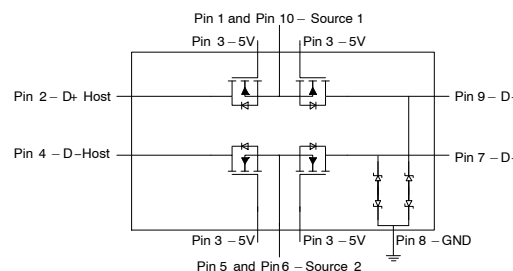 Pin 1 and Pin 10 – Source 1
Pin 3 – 5V Pin 3 – 5V
Pin 2 – D+ Host Pin 9 – D-
Pin 4 – D–Host Pin 7 – D-
Pin 3 – 5V Pin 3 – 5V Pin 8 – GND
Pin 5 and Pin 6 – Source 2